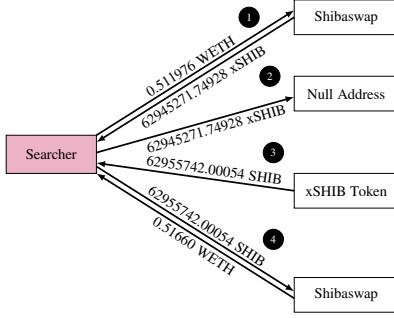 1
Shibaswap
0.511976 WETH
62945271.74928 xSHIB
2
Null Address
62945271.74928 xSHIB
Searcher
3
62955742.00054 SHIB
xSHIB Token
62955742.00054 SHIB
4
0.51660 WETH
Shibaswap